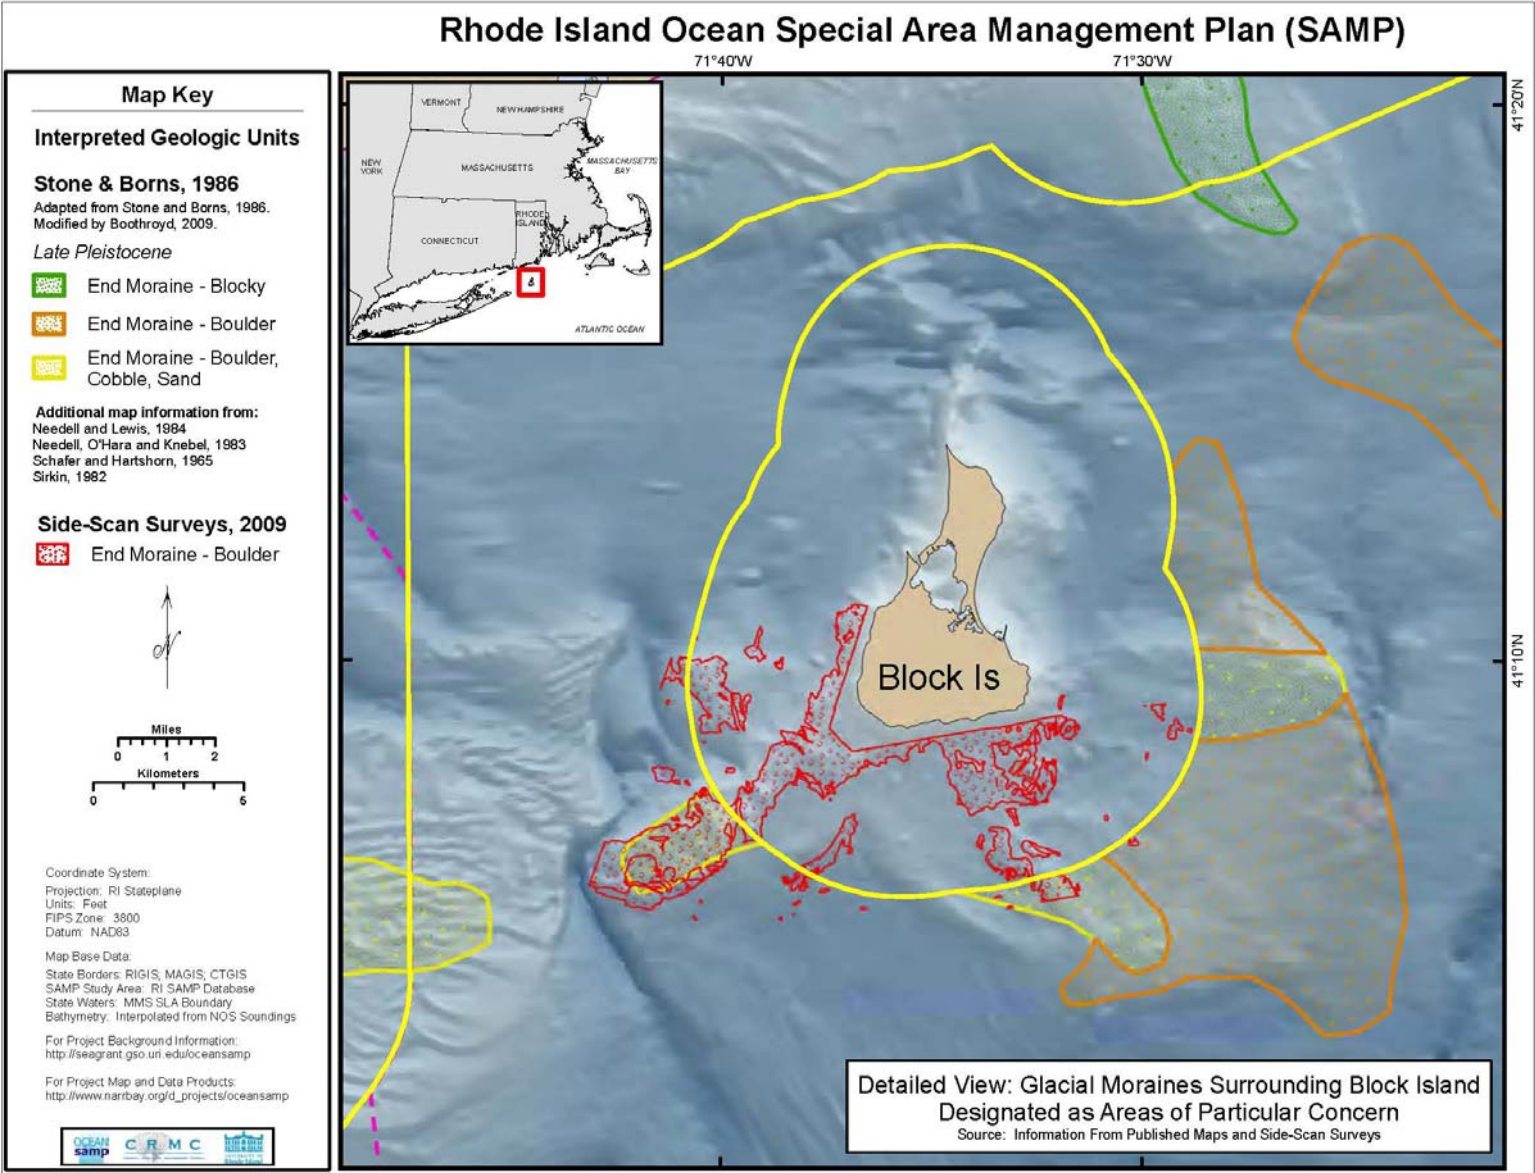 Rhode Island Ocean Special Area Management Plan (SAMP)
71°40'W
71°30'W
41°20'N
41°10'N
Map Key
Interpreted Geologic Units
Stone & Borns, 1986
Adapted from Stone and Borns, 1986.
Modified by Boothroyd, 2009.
Late Pleistocene
End Moraine - Blocky
End Moraine - Boulder
End Moraine - Boulder,
Cobble, Sand
Additional map information from:
Needell and Lewis, 1984
Needell, O'Hara and Knebel, 1983
Schafer and Hartshorn, 1965
Sirkin, 1982
Side-Scan Surveys, 2009
End Moraine - Boulder
N
Miles
0 1 2
Kilometers
0 5
Coordinate System:
Projection: RI Stateplane
Units: Feet
FIPS Zone: 3800
Datum: NAD83
Map Base Data:
State Borders: RIGIS, MAGIS, CTGIS
SAMP Study Area: RI SAMP Database
State Waters: MMS SLA Boundary
Bathymetry: Interpolated from NOS Soundings
For Project Background Information:
http://seagrant.gso.uri.edu/oceansamp
For Project Map and Data Products:
http://www.narrbay.org/d_projects/oceansamp
OCEAN
samp
C R M C
VERMONT
NEW HAMPSHIRE
NEW
YORK
MASSACHUSETTS
MASSACHUSETTS
BAY
RHODE
ISLAND
CONNECTICUT
ATLANTIC OCEAN
Block Is
Detailed View: Glacial Moraines Surrounding Block Island
Designated as Areas of Particular Concern
Source: Information From Published Maps and Side-Scan Surveys